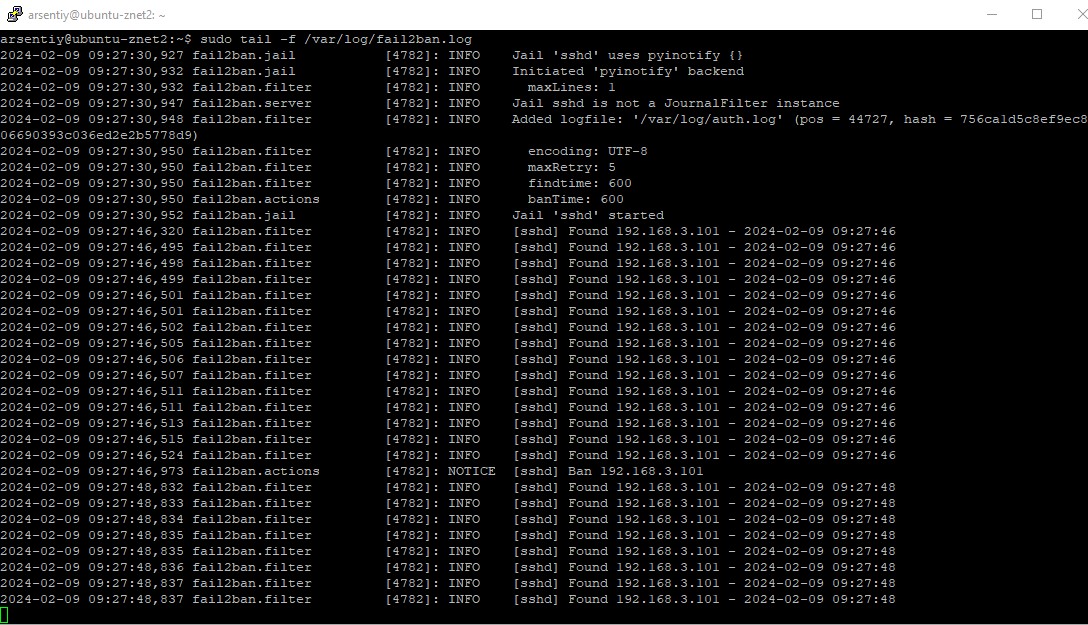 arsentiy@ubuntu-znet2: ~
arsentiy@ubuntu-znet2:~$ sudo tail -f /var/log/fail2ban.log
2024-02-09 09:27:30,927 fail2ban.jail [4782]: INFO Jail 'sshd' uses pyinotify {}
2024-02-09 09:27:30,932 fail2ban.jail [4782]: INFO Initiated 'pyinotify' backend
2024-02-09 09:27:30,932 fail2ban.filter [4782]: INFO maxLines: 1
2024-02-09 09:27:30,947 fail2ban.server [4782]: INFO Jail sshd is not a JournalFilter instance
2024-02-09 09:27:30,948 fail2ban.filter [4782]: INFO Added logfile: '/var/log/auth.log' (pos = 44727, hash = 756ca1d5c8ef9ec8
06690393c036ed2e2b5778d9)
2024-02-09 09:27:30,950 fail2ban.filter [4782]: INFO encoding: UTF-8
2024-02-09 09:27:30,950 fail2ban.filter [4782]: INFO maxRetry: 5
2024-02-09 09:27:30,950 fail2ban.filter [4782]: INFO findtime: 600
2024-02-09 09:27:30,950 fail2ban.actions [4782]: INFO banTime: 600
2024-02-09 09:27:30,952 fail2ban.jail [4782]: INFO Jail 'sshd' started
2024-02-09 09:27:46,320 fail2ban.filter [4782]: INFO [sshd] Found 192.168.3.101 - 2024-02-09 09:27:46
2024-02-09 09:27:46,495 fail2ban.filter [4782]: INFO [sshd] Found 192.168.3.101 - 2024-02-09 09:27:46
2024-02-09 09:27:46,498 fail2ban.filter [4782]: INFO [sshd] Found 192.168.3.101 - 2024-02-09 09:27:46
2024-02-09 09:27:46,499 fail2ban.filter [4782]: INFO [sshd] Found 192.168.3.101 - 2024-02-09 09:27:46
2024-02-09 09:27:46,501 fail2ban.filter [4782]: INFO [sshd] Found 192.168.3.101 - 2024-02-09 09:27:46
2024-02-09 09:27:46,501 fail2ban.filter [4782]: INFO [sshd] Found 192.168.3.101 - 2024-02-09 09:27:46
2024-02-09 09:27:46,502 fail2ban.filter [4782]: INFO [sshd] Found 192.168.3.101 - 2024-02-09 09:27:46
2024-02-09 09:27:46,505 fail2ban.filter [4782]: INFO [sshd] Found 192.168.3.101 - 2024-02-09 09:27:46
2024-02-09 09:27:46,506 fail2ban.filter [4782]: INFO [sshd] Found 192.168.3.101 - 2024-02-09 09:27:46
2024-02-09 09:27:46,507 fail2ban.filter [4782]: INFO [sshd] Found 192.168.3.101 - 2024-02-09 09:27:46
2024-02-09 09:27:46,511 fail2ban.filter [4782]: INFO [sshd] Found 192.168.3.101 - 2024-02-09 09:27:46
2024-02-09 09:27:46,511 fail2ban.filter [4782]: INFO [sshd] Found 192.168.3.101 - 2024-02-09 09:27:46
2024-02-09 09:27:46,513 fail2ban.filter [4782]: INFO [sshd] Found 192.168.3.101 - 2024-02-09 09:27:46
2024-02-09 09:27:46,515 fail2ban.filter [4782]: INFO [sshd] Found 192.168.3.101 - 2024-02-09 09:27:46
2024-02-09 09:27:46,524 fail2ban.filter [4782]: INFO [sshd] Found 192.168.3.101 - 2024-02-09 09:27:46
2024-02-09 09:27:46,973 fail2ban.actions [4782]: NOTICE [sshd] Ban 192.168.3.101
2024-02-09 09:27:48,832 fail2ban.filter [4782]: INFO [sshd] Found 192.168.3.101 - 2024-02-09 09:27:48
2024-02-09 09:27:48,833 fail2ban.filter [4782]: INFO [sshd] Found 192.168.3.101 - 2024-02-09 09:27:48
2024-02-09 09:27:48,834 fail2ban.filter [4782]: INFO [sshd] Found 192.168.3.101 - 2024-02-09 09:27:48
2024-02-09 09:27:48,835 fail2ban.filter [4782]: INFO [sshd] Found 192.168.3.101 - 2024-02-09 09:27:48
2024-02-09 09:27:48,835 fail2ban.filter [4782]: INFO [sshd] Found 192.168.3.101 - 2024-02-09 09:27:48
2024-02-09 09:27:48,836 fail2ban.filter [4782]: INFO [sshd] Found 192.168.3.101 - 2024-02-09 09:27:48
2024-02-09 09:27:48,837 fail2ban.filter [4782]: INFO [sshd] Found 192.168.3.101 - 2024-02-09 09:27:48
2024-02-09 09:27:48,837 fail2ban.filter [4782]: INFO [sshd] Found 192.168.3.101 - 2024-02-09 09:27:48